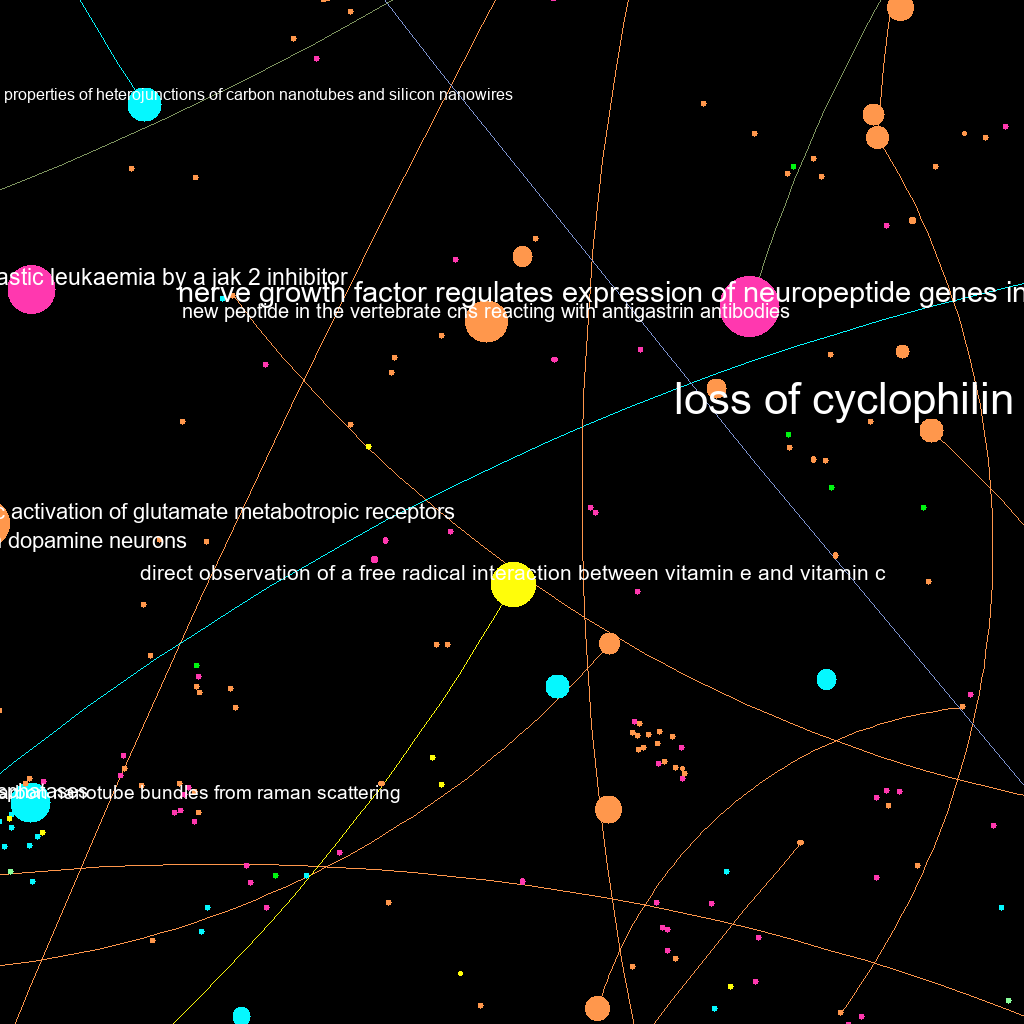 properties of heterojunctions of carbon nanotubes and silicon nanowires
astic leukaemia by a jak 2 inhibitor
nerve growth factor regulates expression of neuropeptide genes in
new peptide in the vertebrate cns reacting with antigastrin antibodies
loss of cyclophilin
activation of glutamate metabotropic receptors
dopamine neurons
direct observation of a free radical interaction between vitamin e and vitamin c
nanotube bundles from raman scattering